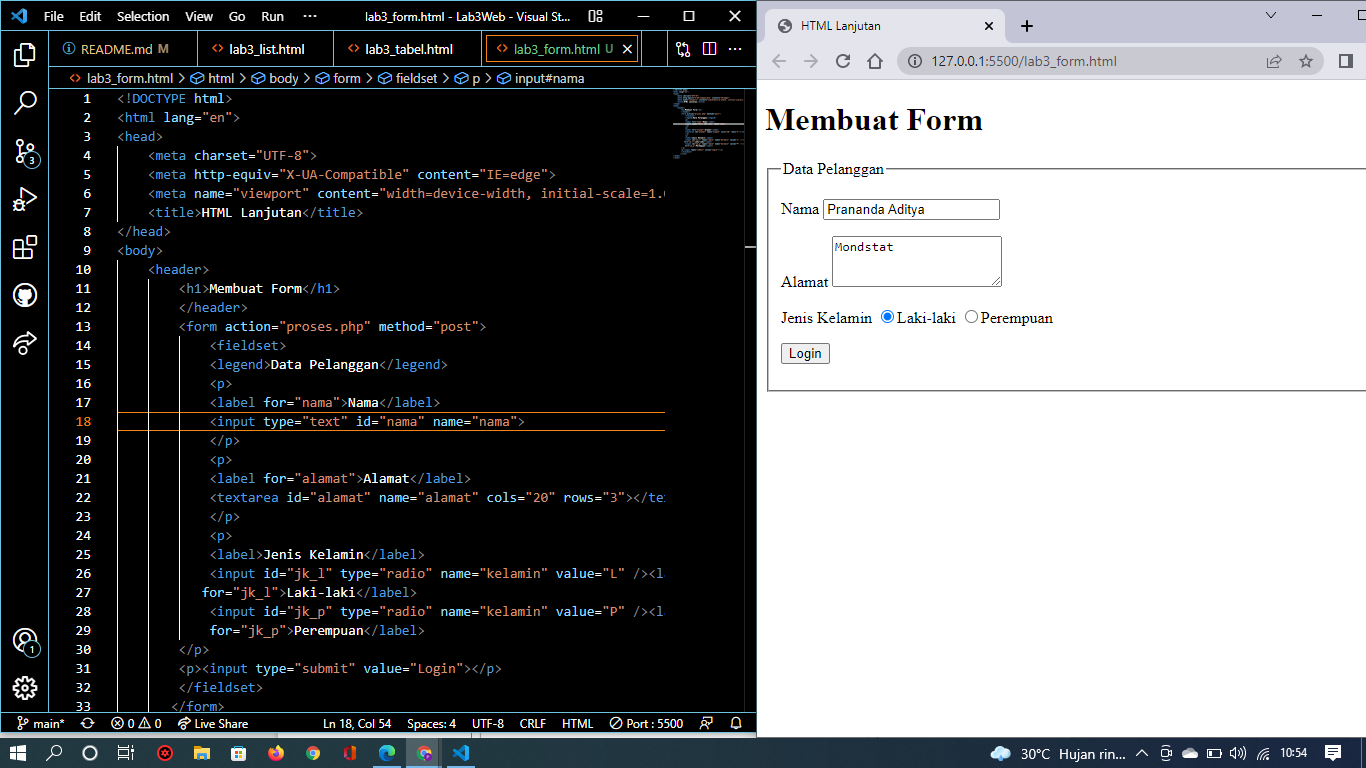 File Edit Selection View Go Run ··· lab3_form.html - Lab3Web - Visual St...
README.md M lab3_list.html lab3_tabel.html lab3_form.html U
lab3_form.html > html > body > form > fieldset > p > input#nama
1 <!DOCTYPE html>
2 <html lang="en">
3 <head>
4 <meta charset="UTF-8">
5 <meta http-equiv="X-UA-Compatible" content="IE=edge">
6 <meta name="viewport" content="width=device-width, initial-scale=1.0
7 <title>HTML Lanjutan</title>
8 </head>
9 <body>
10 <header>
11 <h1>Membuat Form</h1>
12 </header>
13 <form action="proses.php" method="post">
14 <fieldset>
15 <legend>Data Pelanggan</legend>
16 <p>
17 <label for="nama">Nama</label>
18 <input type="text" id="nama" name="nama">
19 </p>
20 <p>
21 <label for="alamat">Alamat</label>
22 <textarea id="alamat" name="alamat" cols="20" rows="3"></tex
23 </p>
24 <p>
25 <label>Jenis Kelamin</label>
26 <input id="jk_l" type="radio" name="kelamin" value="L" /><la
27 for="jk_l">Laki-laki</label>
28 <input id="jk_p" type="radio" name="kelamin" value="P" /><la
29 for="jk_p">Perempuan</label>
30 </p>
31 <p><input type="submit" value="Login"></p>
32 </fieldset>
33 </form>
3
1
main* 0 0 Live Share Ln 18, Col 54 Spaces: 4 UTF-8 CRLF HTML Port : 5500
HTML Lanjutan
127.0.0.1:5500/lab3_form.html
Membuat Form
Data Pelanggan
Nama Prananda Aditya
Alamat Mondstat
Jenis Kelamin Laki-laki Perempuan
Login
30°C Hujan rin... 10:54